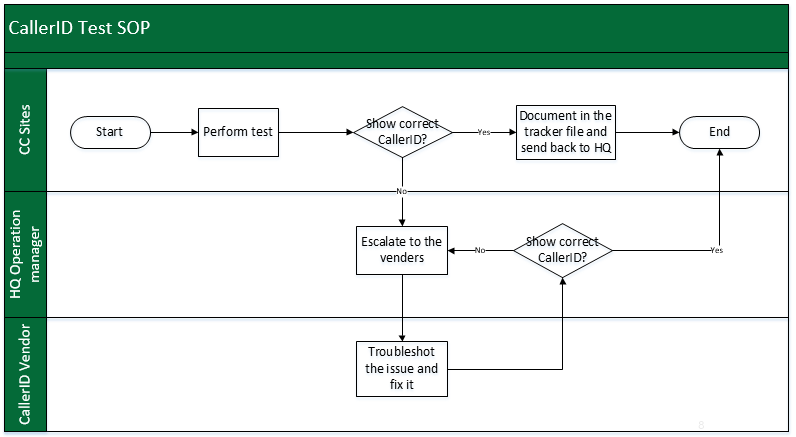 CallerID Test SOP
CC Sites
Start
Perform test
Show correct
CallerID?
Yes
Document in the
tracker file and
send back to HQ
End
No
HQ Operation
manager
Escalate to the
venders
No
Show correct
CallerID?
Yes
CallerID Vendor
Troubleshot
the issue and
fix it